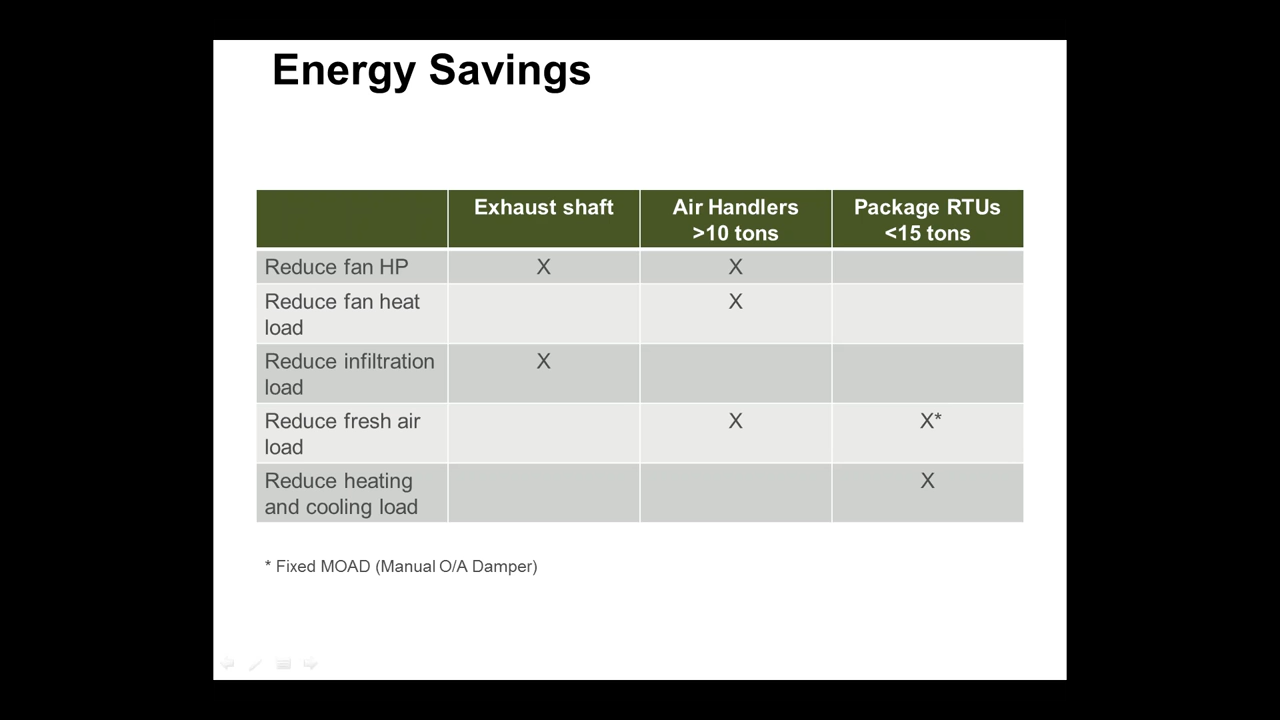 Energy Savings
Exhaust shaft
Air Handlers
>10 tons
Package RTUs
<15 tons
Reduce fan HP X X
Reduce fan heat X
load
Reduce infiltration X
load
Reduce fresh air X X*
load
Reduce heating X
and cooling load
* Fixed MOAD (Manual O/A Damper)